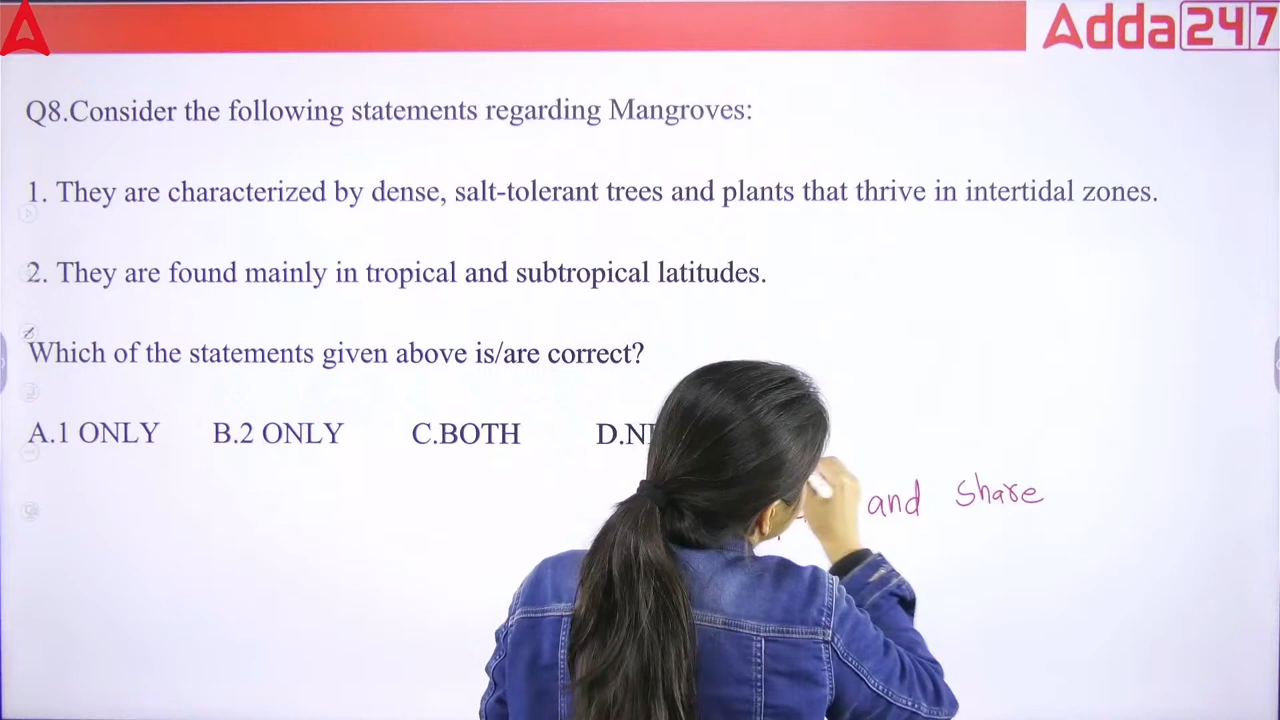 Adda247
Q8.Consider the following statements regarding Mangroves:
1. They are characterized by dense, salt-tolerant trees and plants that thrive in intertidal zones.
2. They are found mainly in tropical and subtropical latitudes.
Which of the statements given above is/are correct?
A.1 ONLY B.2 ONLY C.BOTH
and share